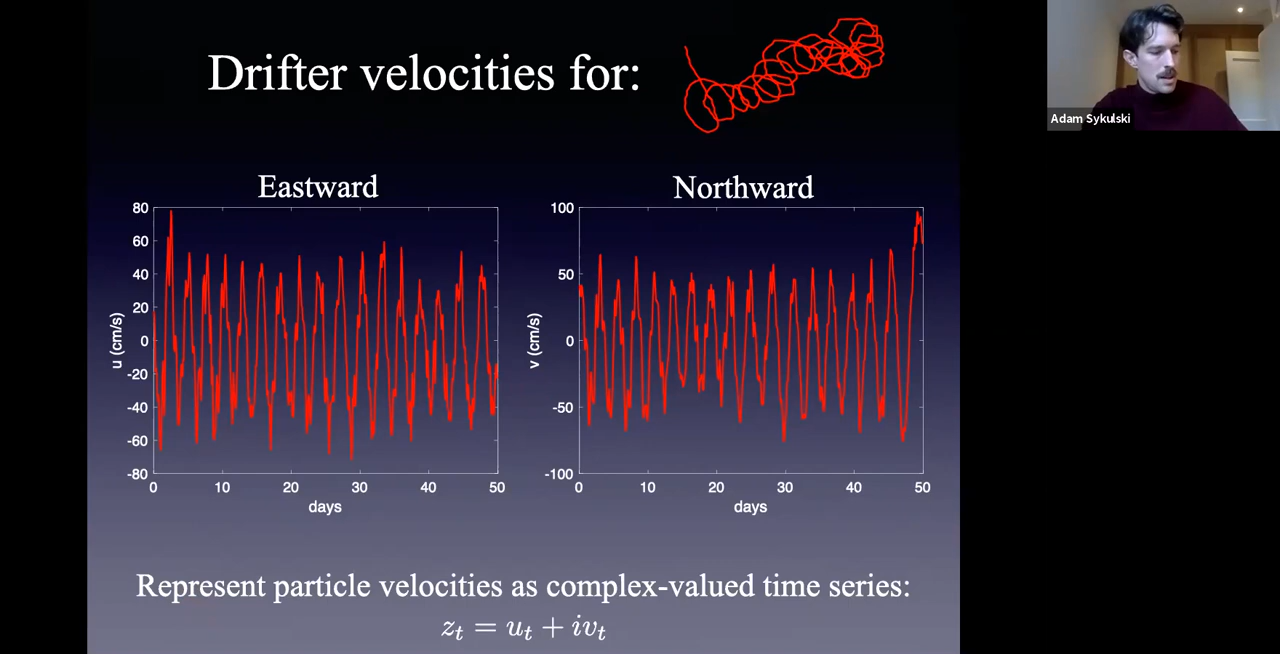 Drifter velocities for:
Adam Sykulski
Eastward
80
60
40
20
0
-20
-40
-60
-80
u (cm/s)
0 10 20 30 40 50
days
Northward
100
50
0
-50
-100
v (cm/s)
0 10 20 30 40 50
days
Represent particle velocities as complex-valued time series:
z_t = u_t + iv_t